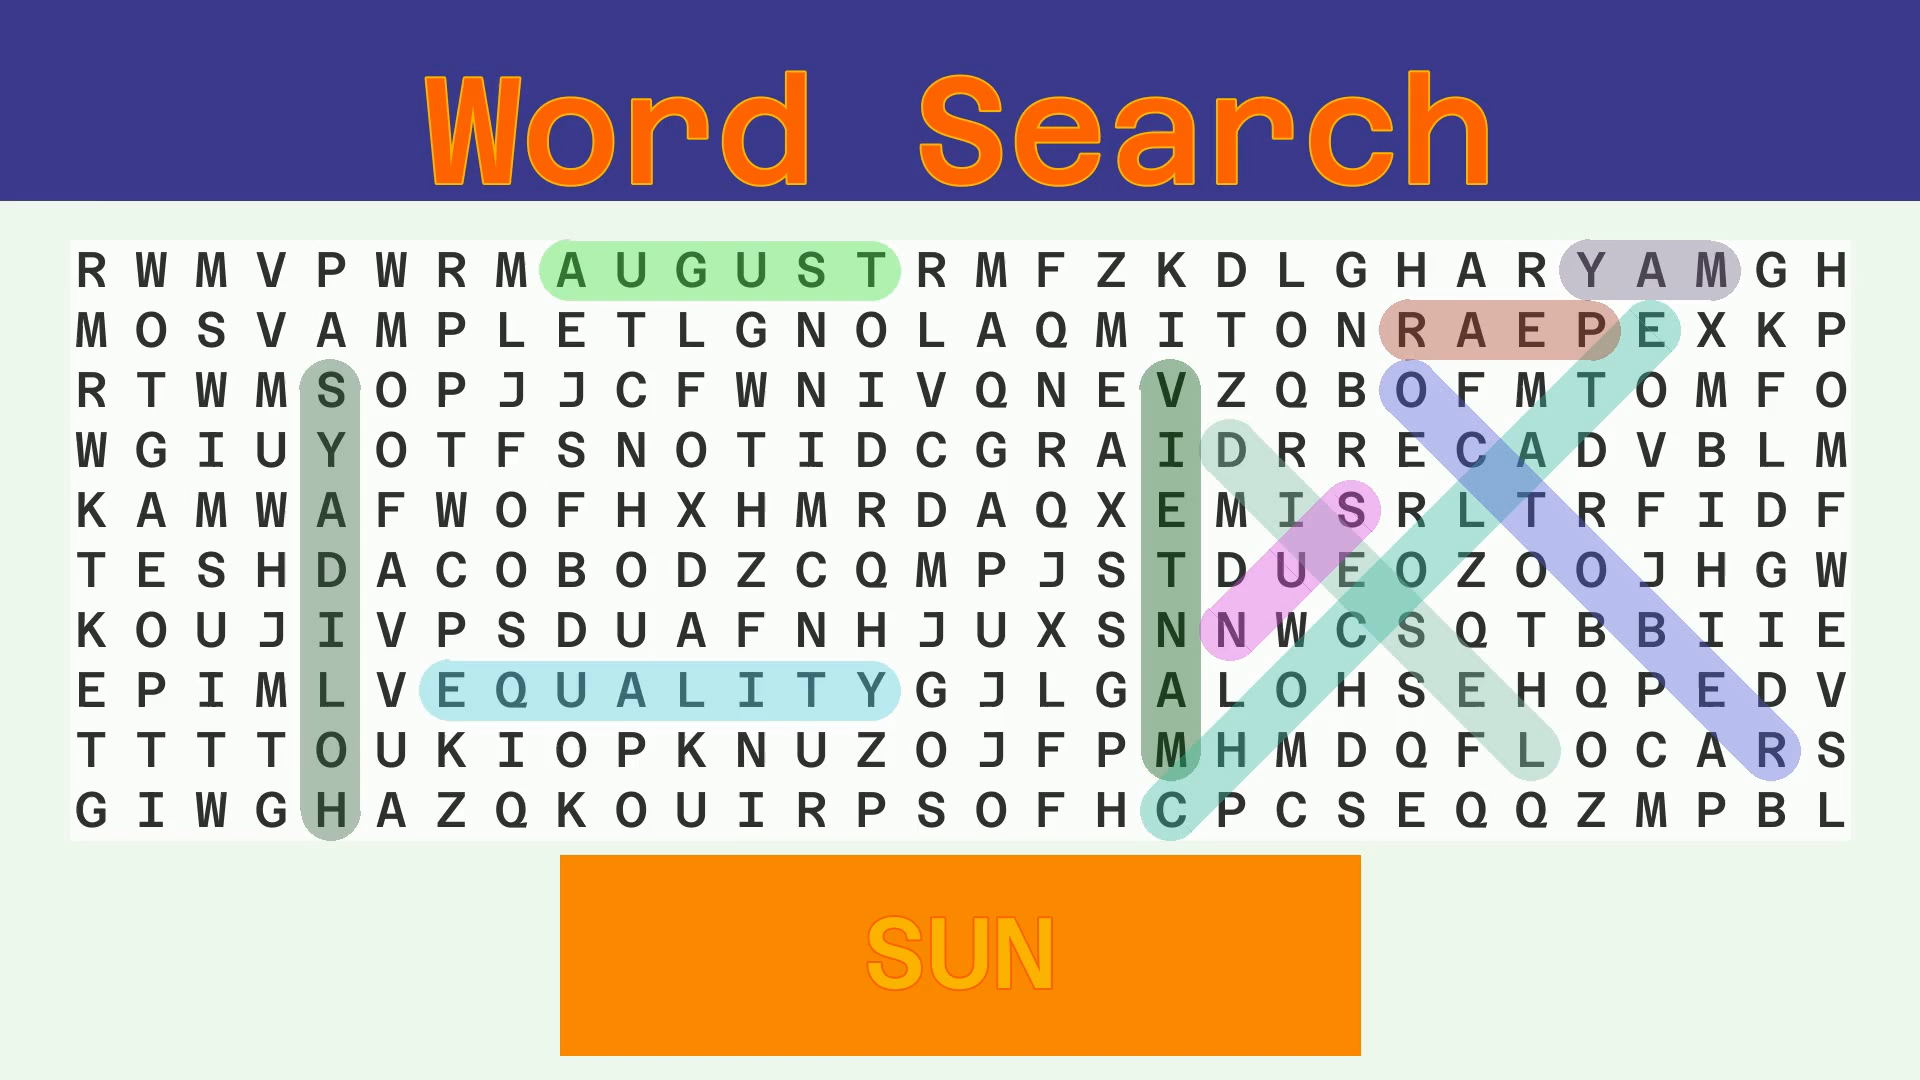 Word Search
R W M V P W R M A U G U S T R M F Z K D L G H A R Y A M G H
M O S V A M P L E T L G N O L A Q M I T O N R A E P E X K P
R T W M S O P J J C F W N I V Q N E V Z Q B O F M T O M F O
W G I U Y O T F S N O T I D C G R A I D R R E C A D V B L M
K A M W A F W O F H X H M R D A Q X E M I S R L T R F I D F
T E S H D A C O B O D Z C Q M P J S T D U E O Z O O J H G W
K O U J I V P S D U A F N H J U X S N N W C S Q T B B I I E
E P I M L V E Q U A L I T Y G J L G A L O H S E H Q P E D V
T T T T O U K I O P K N U Z O J F P M H M D Q F L O C A R S
G I W G H A Z Q K O U I R P S O F H C P C S E Q Q Z M P B L
SUN